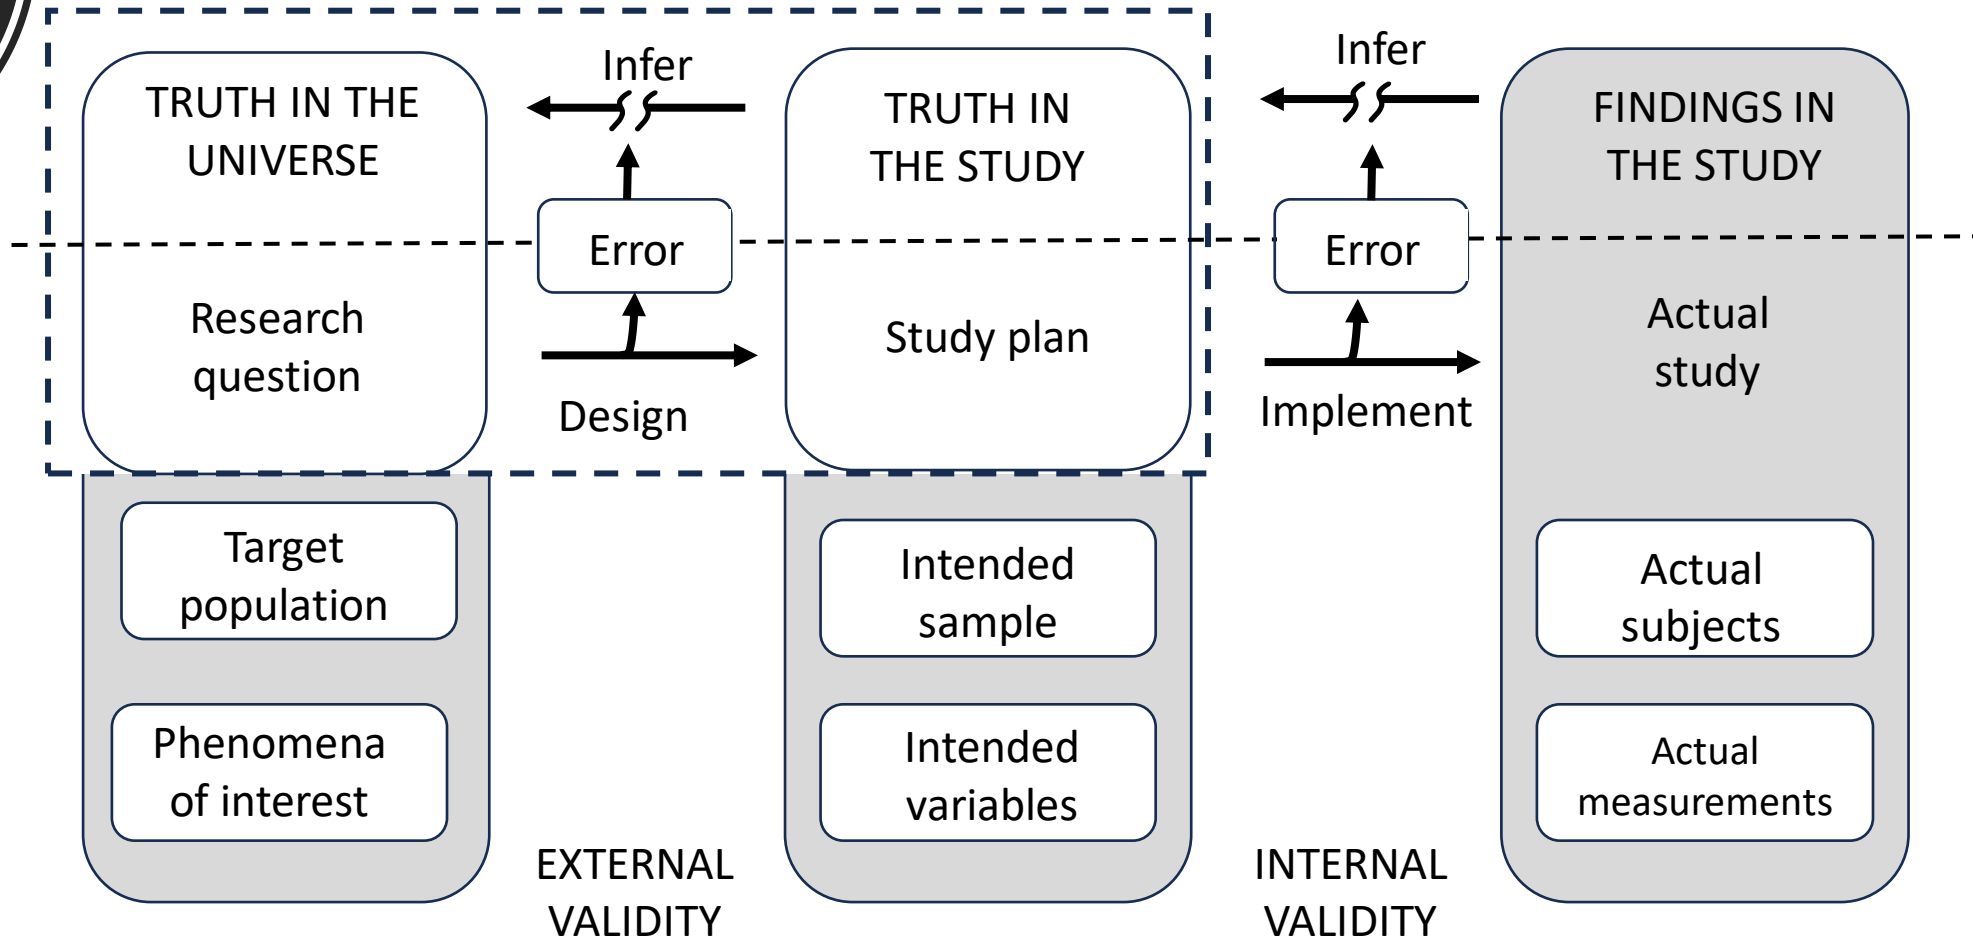 TRUTH IN THE
UNIVERSE
Research
question
Target
population
Phenomena
of interest
Infer
Error
Design
EXTERNAL
VALIDITY
TRUTH IN
THE STUDY
Study plan
Intended
sample
Intended
variables
Infer
Error
Implement
INTERNAL
VALIDITY
FINDINGS IN
THE STUDY
Actual
study
Actual
subjects
Actual
measurements